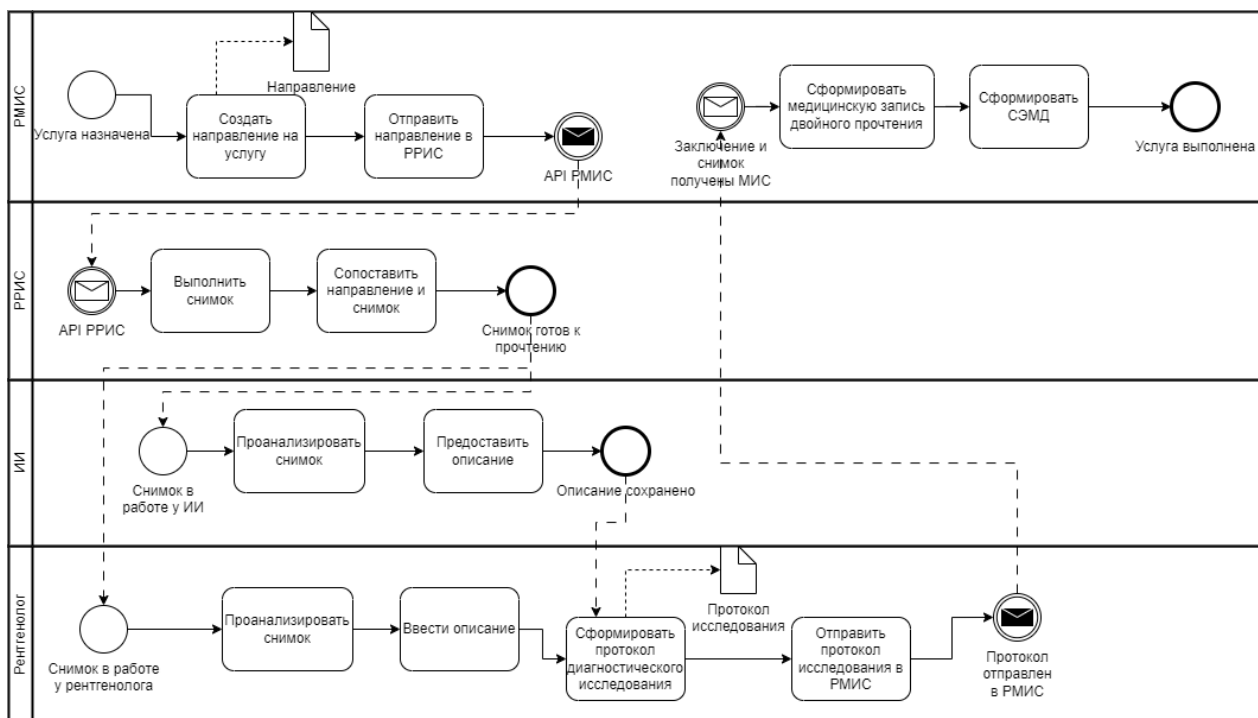 РМИС
Услуга назначена
Создать
направление на
услугу
Направление
Отправить
направление в
РРИС
API РМИС
Заключение и
снимок
получены МИС
Сформировать
медицинскую запись
двойного прочтения
Сформировать
СЭМД
Услуга выполнена
РРИС
API РРИС
Выполнить
снимок
Сопоставить
направление и
снимок
Снимок готов к
прочтению
ИИ
Снимок в
работе у ИИ
Проанализировать
снимок
Предоставить
описание
Описание сохранено
Рентгенолог
Снимок в работе
у рентгенолога
Проанализировать
снимок
Ввести описание
Сформировать
протокол
диагностического
исследования
Протокол
исследования
Отправить
протокол
исследования в
РМИС
Протокол
отправлен
в РМИС